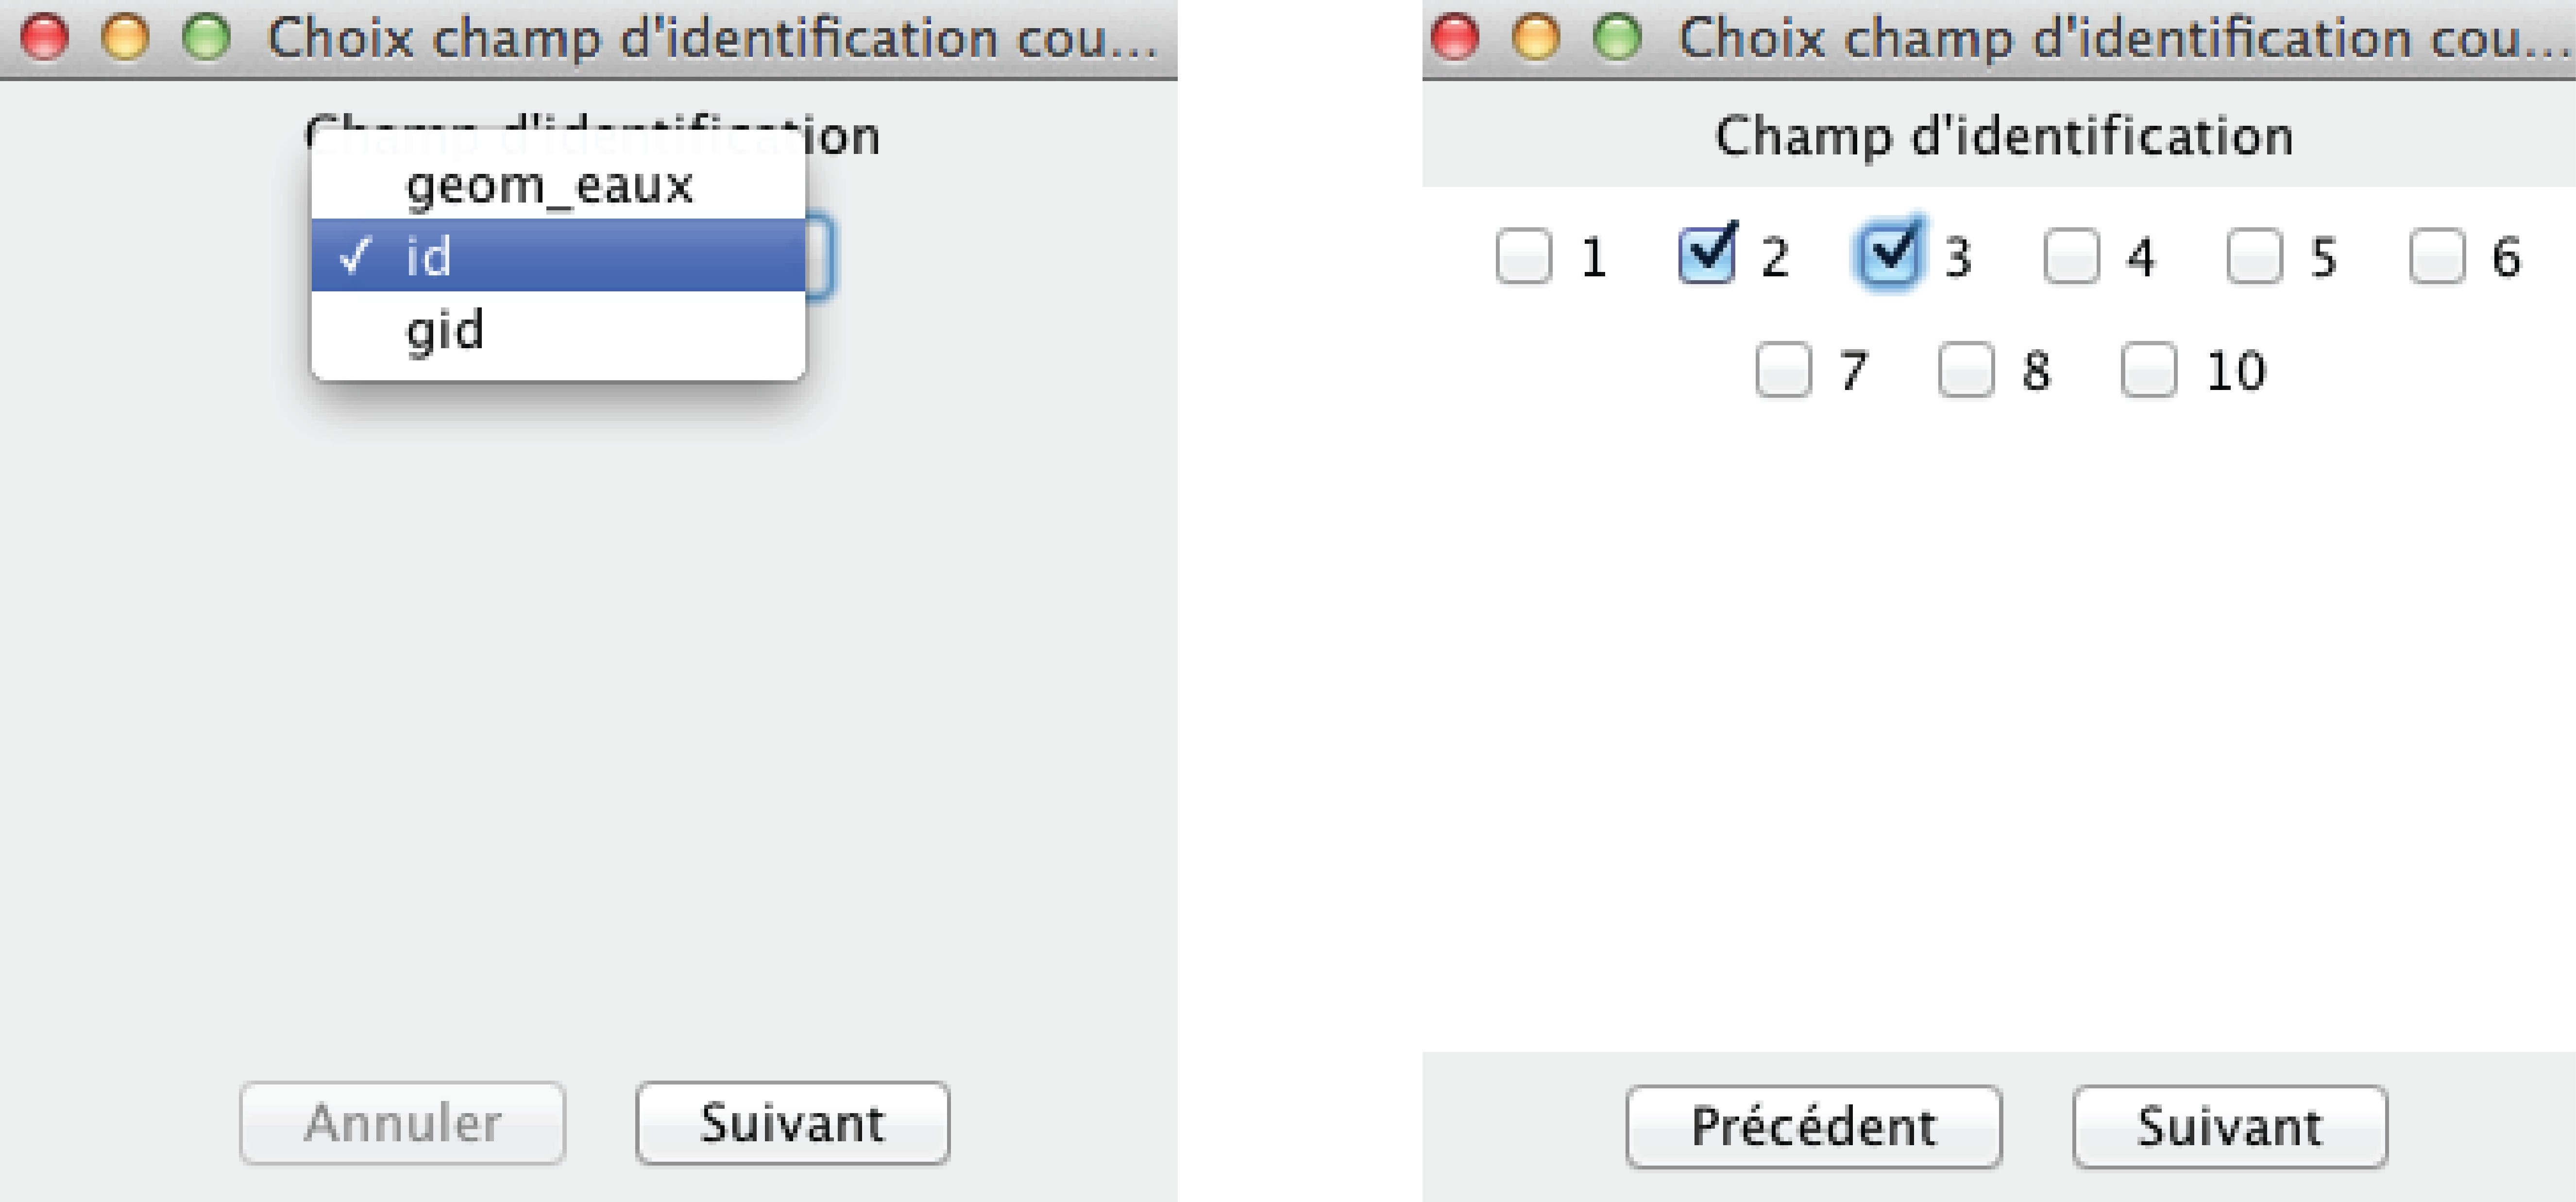 Choix champ d'identification cou...
Champ d'identification
geom_eaux
✓ id
gid
Annuler Suivant
Choix champ d'identification cou...
Champ d'identification
1 2 3 4 5 6
7 8 10
Précédent Suivant